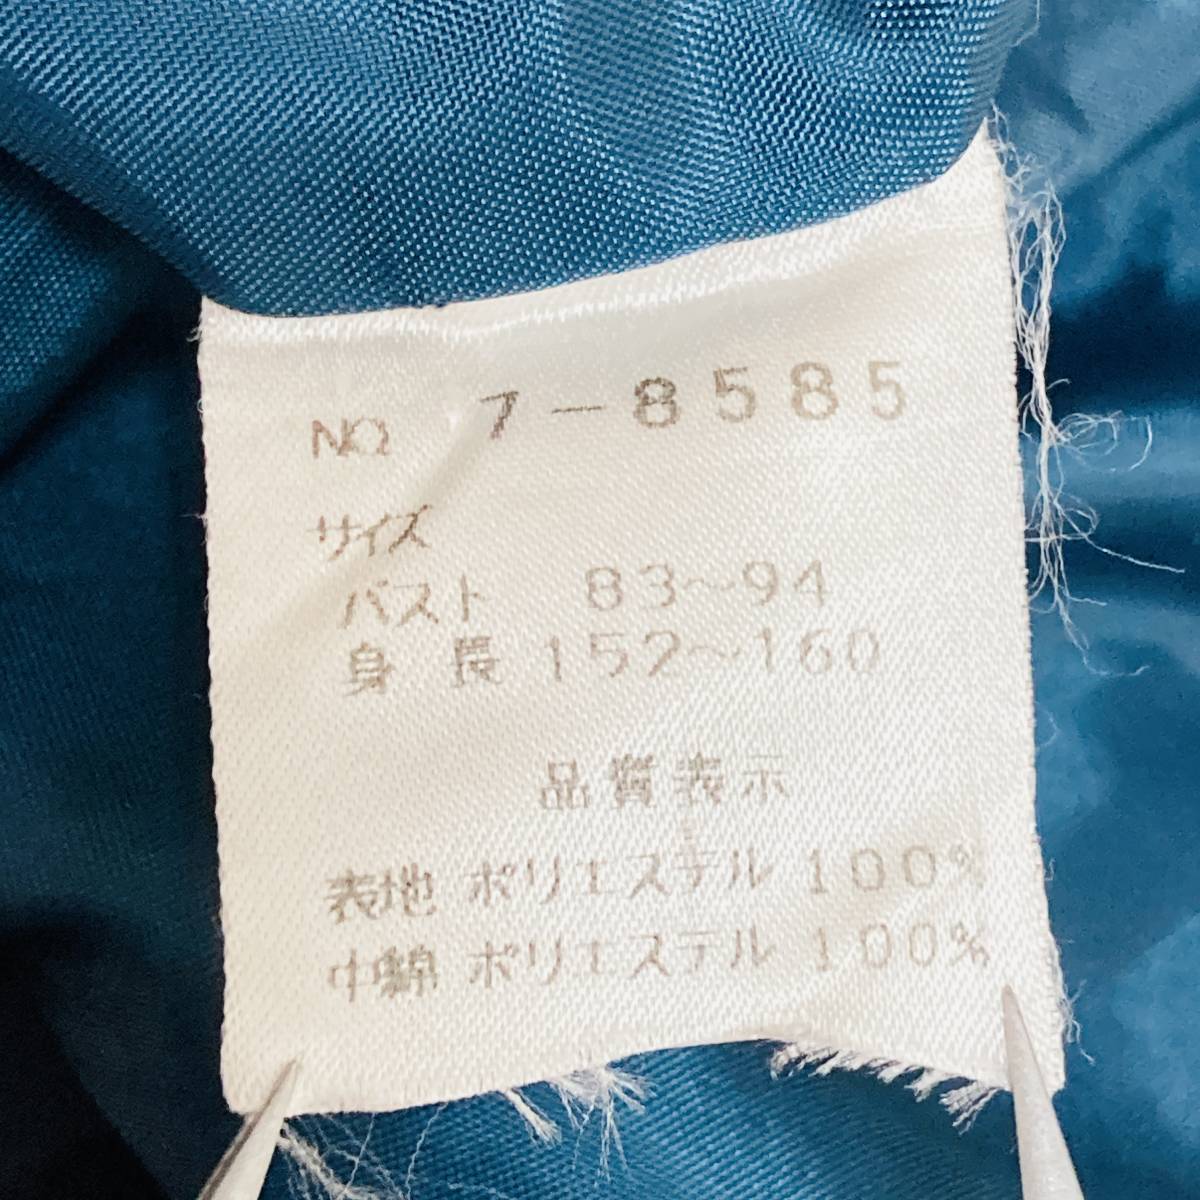 NO. 7-8585
サイズ
バスト 83～94
身長 152～160
品質表示
表地 ポリエステル 100%
中綿 ポリエステル 100%